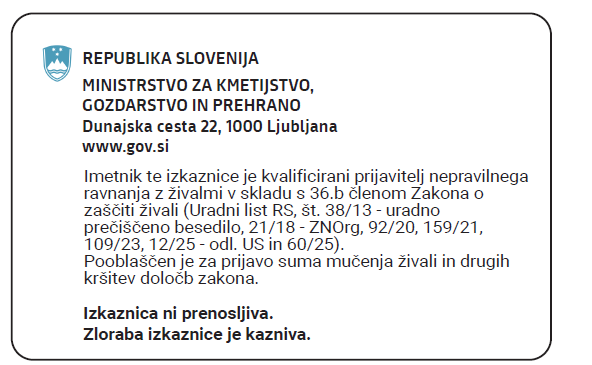 REPUBLIKA SLOVENIJA
MINISTRSTVO ZA KMETIJSTVO,
GOZDARSTVO IN PREHRANO
Dunajska cesta 22, 1000 Ljubljana
www.gov.si
Imetnik te izkaznice je kvalificirani prijavitelj nepravilnega
ravnanja z živalmi v skladu s 36.b členom Zakona o
zaščiti živali (Uradni list RS, št. 38/13 - uradno
prečiščeno besedilo, 21/18 - ZNOrg, 92/20, 159/21,
109/23, 12/25 - odl. US in 60/25).
Pooblaščen je za prijavo suma mučenja živali in drugih
kršitev določb zakona.
Izkaznica ni prenosljiva.
Zloraba izkaznice je kazniva.